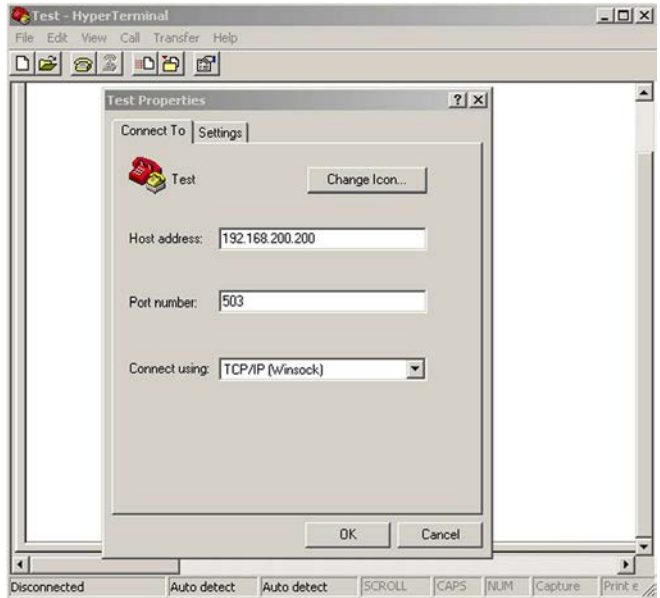 Test - HyperTerminal
File Edit View Call Transfer Help
Test Properties
Connect To Settings
Test Change Icon...
Host address: 192.168.200.200
Port number: 503
Connect using: TCP/IP (Winsock)
OK Cancel
Disconnected Auto detect Auto detect SCROLL CAPS NUM Capture Print e